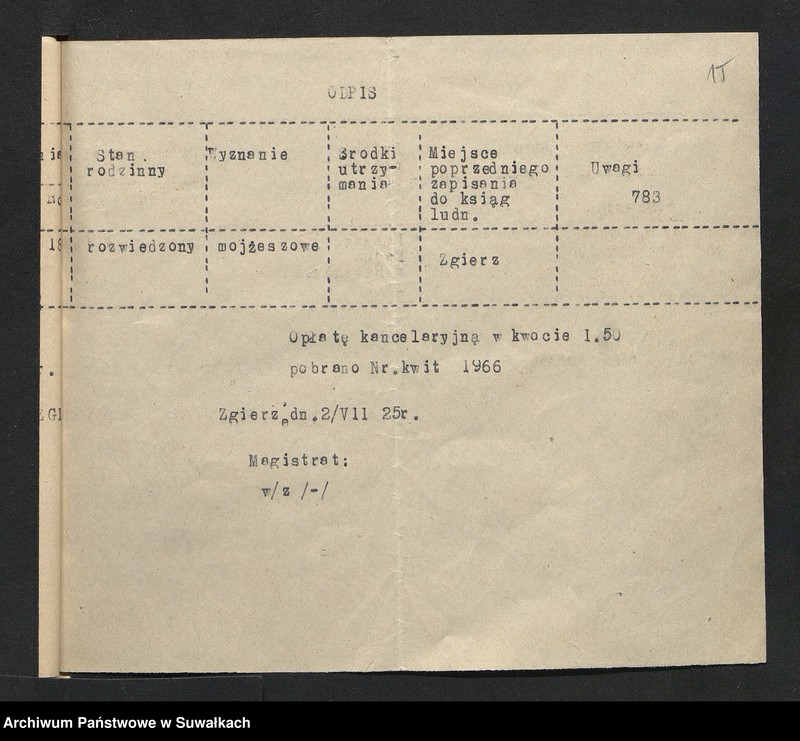 15
ODPIS
Stan. rodzinny
Wyznanie
Środki utrzy-mania
Miejsce poprzedniego zapisania do ksiąg ludn.
Uwagi 783
18
rozwiedzony
mojżeszowe
Zgierz
Opłatę kancelaryjną w kwocie 1.50
pobrano Nr.kwit 1966
Zgierz, dn.2/VII 25r.
Magistrat:
w/z /-/
Archiwum Państwowe w Suwałkach